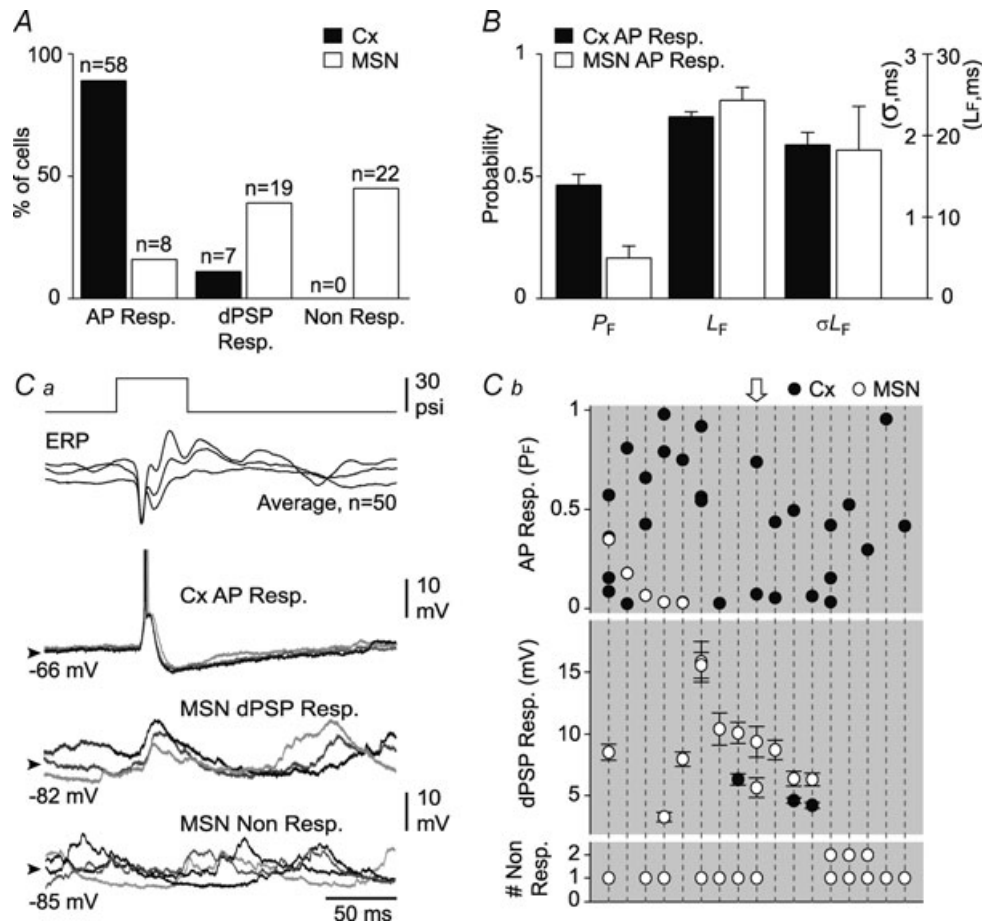 A
Cx
MSN
100
50
0
% of cells
n=58
n=8
n=7
n=19
n=0
n=22
AP Resp.
dPSP
Resp.
Non Resp.
B
Cx AP Resp.
MSN AP Resp.
1
0.5
0
Probability
3
2
1
0
(σ,ms)
30
20
10
0
(LF,ms)
PF
LF
σLF
C a
30
psi
ERP
Average, n=50
Cx AP Resp.
10
mV
-66 mV
MSN dPSP Resp.
-82 mV
10
mV
MSN Non Resp.
-85 mV
50 ms
C b
Cx
MSN
1
0.5
0
AP Resp. (PF)
15
10
5
dPSP Resp. (mV)
2
1
0
# Non
Resp.